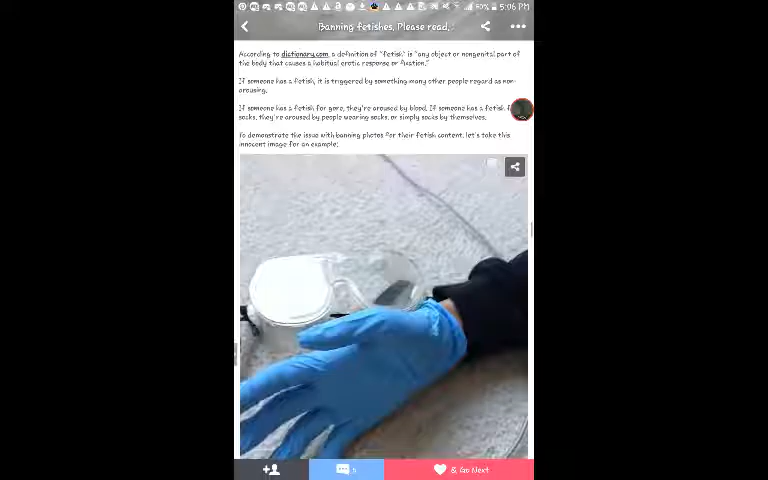 50% 5:06 PM
Banning fetishes. Please read.
According to dictionary.com, a definition of "fetish" is "any object or nongenital part of
the body that causes a habitual erotic response or fixation."
If someone has a fetish, it is triggered by something many other people regard as non-
arousing.
If someone has a fetish for gore, they're aroused by blood. If someone has a fetish
socks, they're aroused by people wearing socks, or simply socks by themselves.
To demonstrate the issue with banning photos for their fetish content, let's take this
innocent image for an example:
5
& Go Next